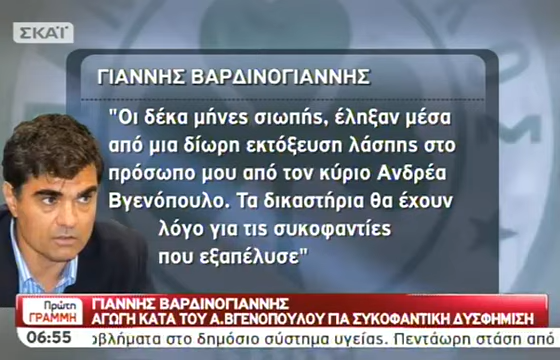 ΣΚΑΪ
ΓΙΑΝΝΗΣ ΒΑΡΔΙΝΟΓΙΑΝΝΗΣ
"Οι δέκα μήνες σιωπής, έληξαν μέσα
από μια δίωρη εκτόξευση λάσπης στο
πρόσωπο μου από τον κύριο Ανδρέα
Βγενόπουλο. Τα δικαστήρια θα έχουν
λόγο για τις συκοφαντίες
που εξαπέλυσε"
Πρώτη
ΓΡΑΜΜΗ
ΓΙΑΝΝΗΣ ΒΑΡΔΙΝΟΓΙΑΝΝΗΣ
ΑΓΩΓΗ ΚΑΤΑ ΤΟΥ Α.ΒΓΕΝΟΠΟΥΛΟΥ ΓΙΑ ΣΥΚΟΦΑΝΤΙΚΗ ΔΥΣΦΗΜΙΣΗ
06:55 οβλήματα στο δημόσιο σύστημα υγείας. Πεντάωρη στάση από